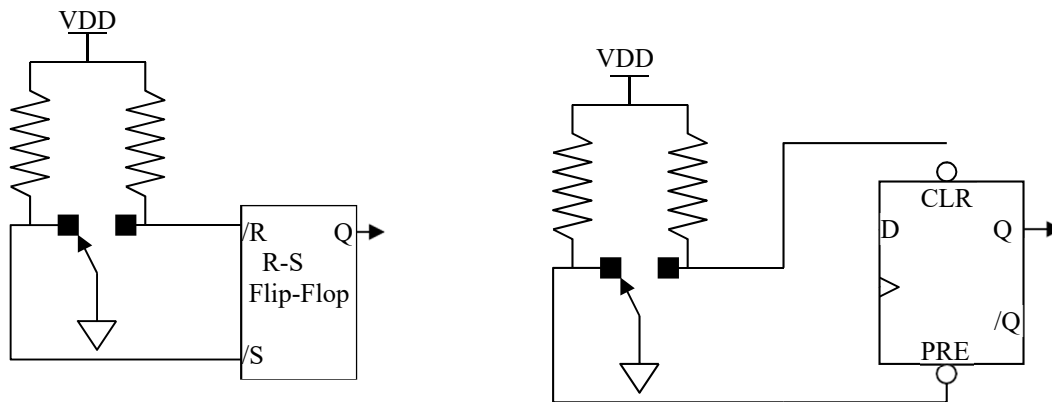 VDD
/R
Q
R-S
Flip-Flop
/S
VDD
CLR
D
Q
/Q
PRE